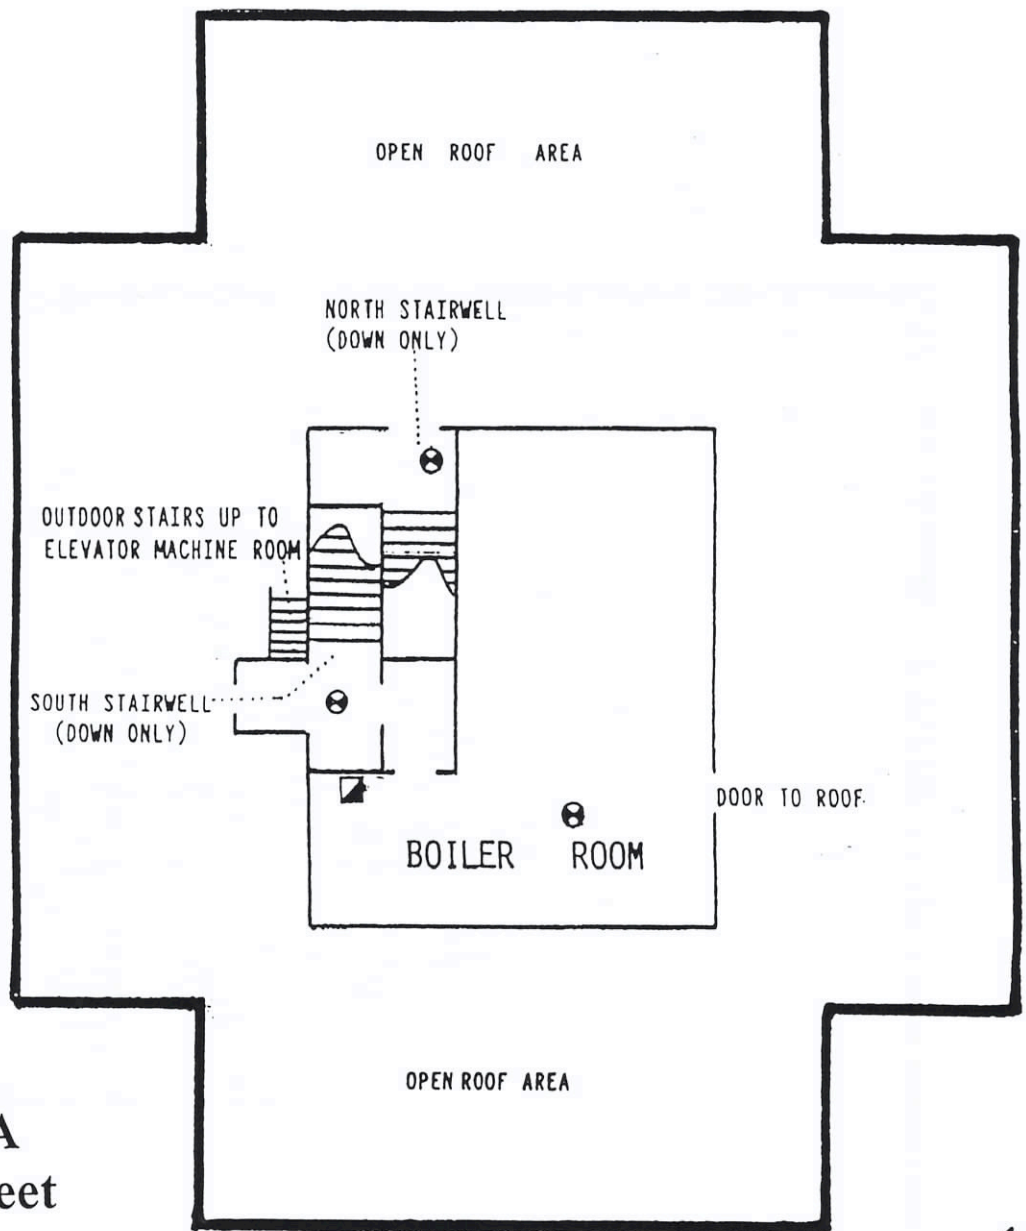 OPEN ROOF AREA
NORTH STAIRWELL
(DOWN ONLY)
OUTDOOR STAIRS UP TO
ELEVATOR MACHINE ROOM
SOUTH STAIRWELL
(DOWN ONLY)
DOOR TO ROOF
BOILER ROOM
OPEN ROOF AREA
A
eet